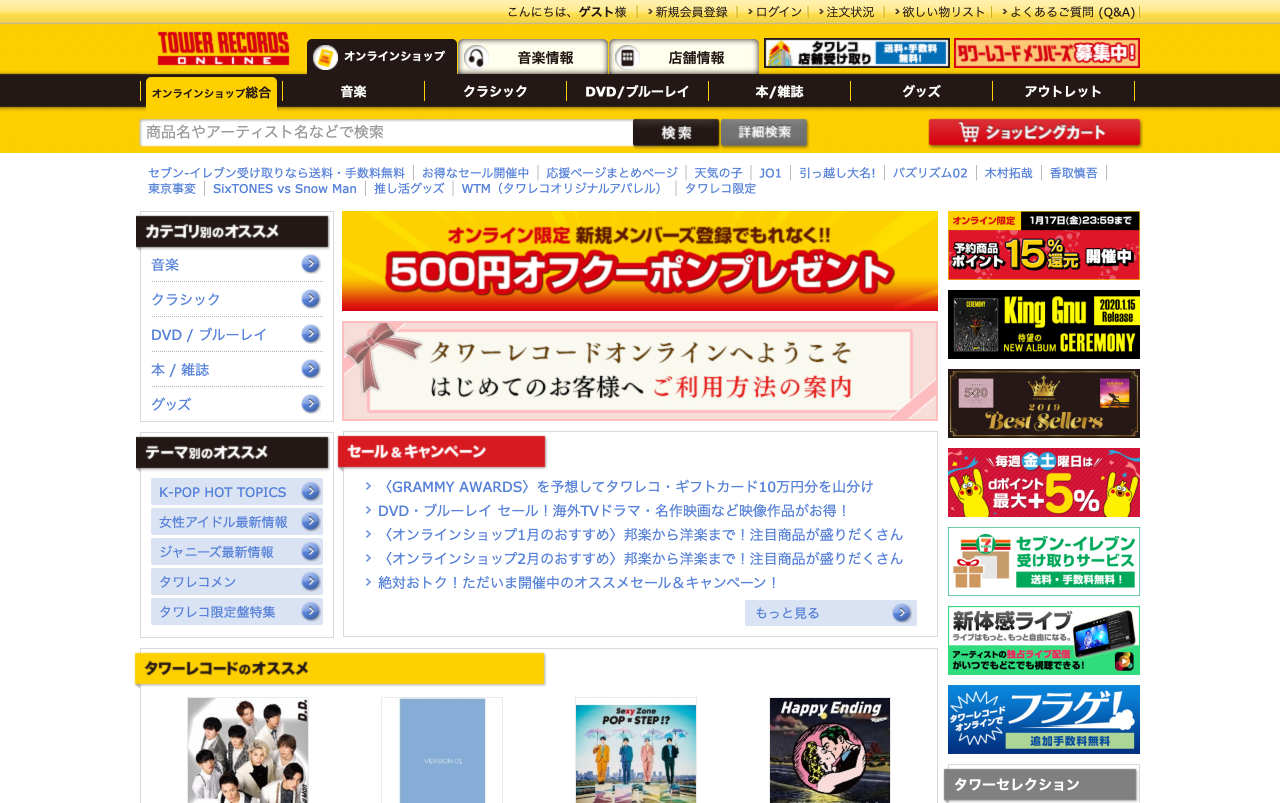 こんにちは、ゲスト様
新規会員登録
ログイン
注文状況
欲しい物リスト
よくあるご質問 (Q&A)
TOWER RECORDS
ONLINE
オンラインショップ
音楽情報
店舗情報
タワレコ
店舗受け取り
送料・手数料
無料!
タワーレコード メンバーズ募集中!
オンラインショップ総合
音楽
クラシック
DVD/ブルーレイ
本/雑誌
グッズ
アウトレット
商品名やアーティスト名などで検索
検索
詳細検索
ショッピングカート
セブン-イレブン受け取りなら送料・手数料無料
お得なセール開催中
応援ページまとめページ
天気の子
JO1
引っ越し大名!
バズリズム02
木村拓哉
香取慎吾
東京事変
SixTONES vs Snow Man
推し活グッズ
WTM（タワレコオリジナルアパレル）
タワレコ限定
カテゴリ別のオススメ
音楽
クラシック
DVD / ブルーレイ
本 / 雑誌
グッズ
テーマ別のオススメ
K-POP HOT TOPICS
女性アイドル最新情報
ジャニーズ最新情報
タワレコメン
タワレコ限定盤特集
オンライン限定 新規メンバーズ登録でもれなく!!
500円オフクーポンプレゼント
タワーレコードオンラインへようこそ
はじめてのお客様へ ご利用方法の案内
セール＆キャンペーン
〈GRAMMY AWARDS〉を予想してタワレコ・ギフトカード10万円分を山分け
DVD・ブルーレイ セール！海外TVドラマ・名作映画など映像作品がお得！
〈オンラインショップ1月のおすすめ〉邦楽から洋楽まで！注目商品が盛りだくさん
〈オンラインショップ2月のおすすめ〉邦楽から洋楽まで！注目商品が盛りだくさん
絶対おトク！ただいま開催中のオススメセール＆キャンペーン！
もっと見る
タワーレコードのオススメ
D.D.
VERSION 01
Sexy Zone
POP × STEP!?
Happy Ending
オンライン限定
1月17日(金)23:59まで
予約商品
ポイント15%還元 開催中
CEREMONY
King Gnu
2020.1.15
Release
待望の
NEW ALBUM CEREMONY
5×20
2019
Best Sellers
毎週金土曜日は
dポイント
最大+5%
セブン-イレブン
受け取りサービス
送料・手数料無料！
新体感ライブ
ライブはもっと、もっと自由になる。
アーティストの独占ライブ配信
がいつでもどこでも視聴できる!
タワーレコード
オンラインで
フラゲ!
追加手数料無料
タワーセレクション